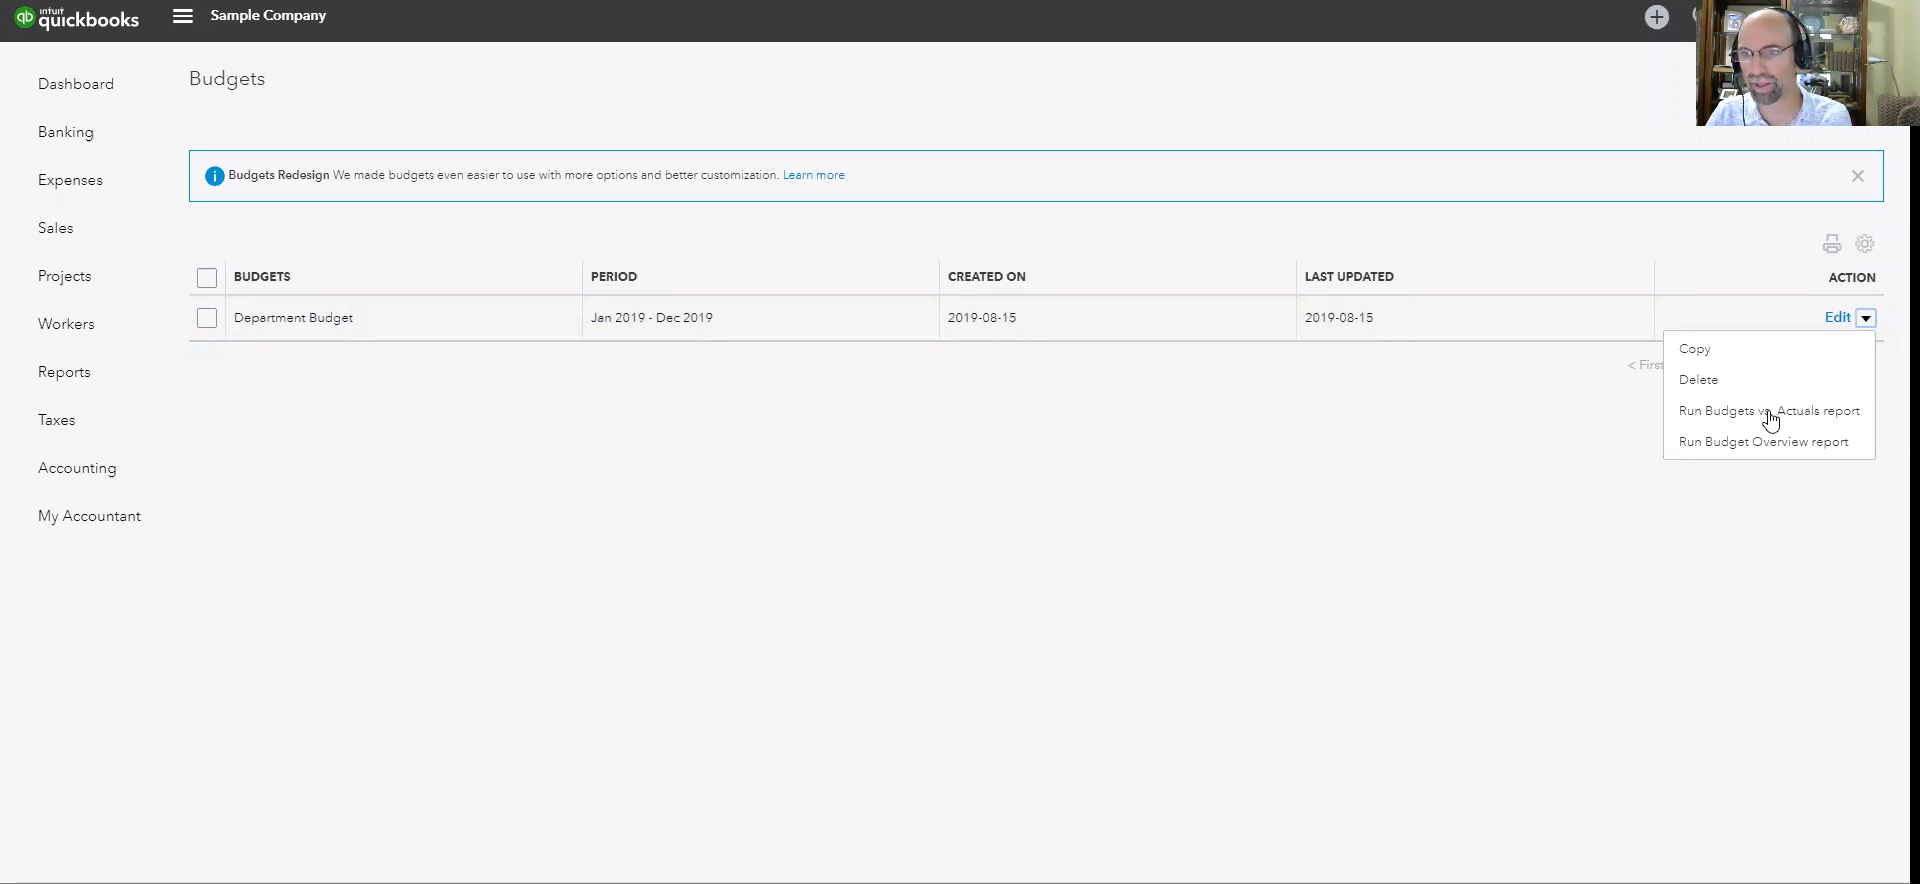 intuit
quickbooks
Sample Company
Dashboard
Banking
Expenses
Sales
Projects
Workers
Reports
Taxes
Accounting
My Accountant
Budgets
Budgets Redesign We made budgets even easier to use with more options and better customization. Learn more
BUDGETS PERIOD CREATED ON LAST UPDATED ACTION
Department Budget Jan 2019 - Dec 2019 2019-08-15 2019-08-15 Edit
< First
Copy
Delete
Run Budgets vs. Actuals report
Run Budget Overview report